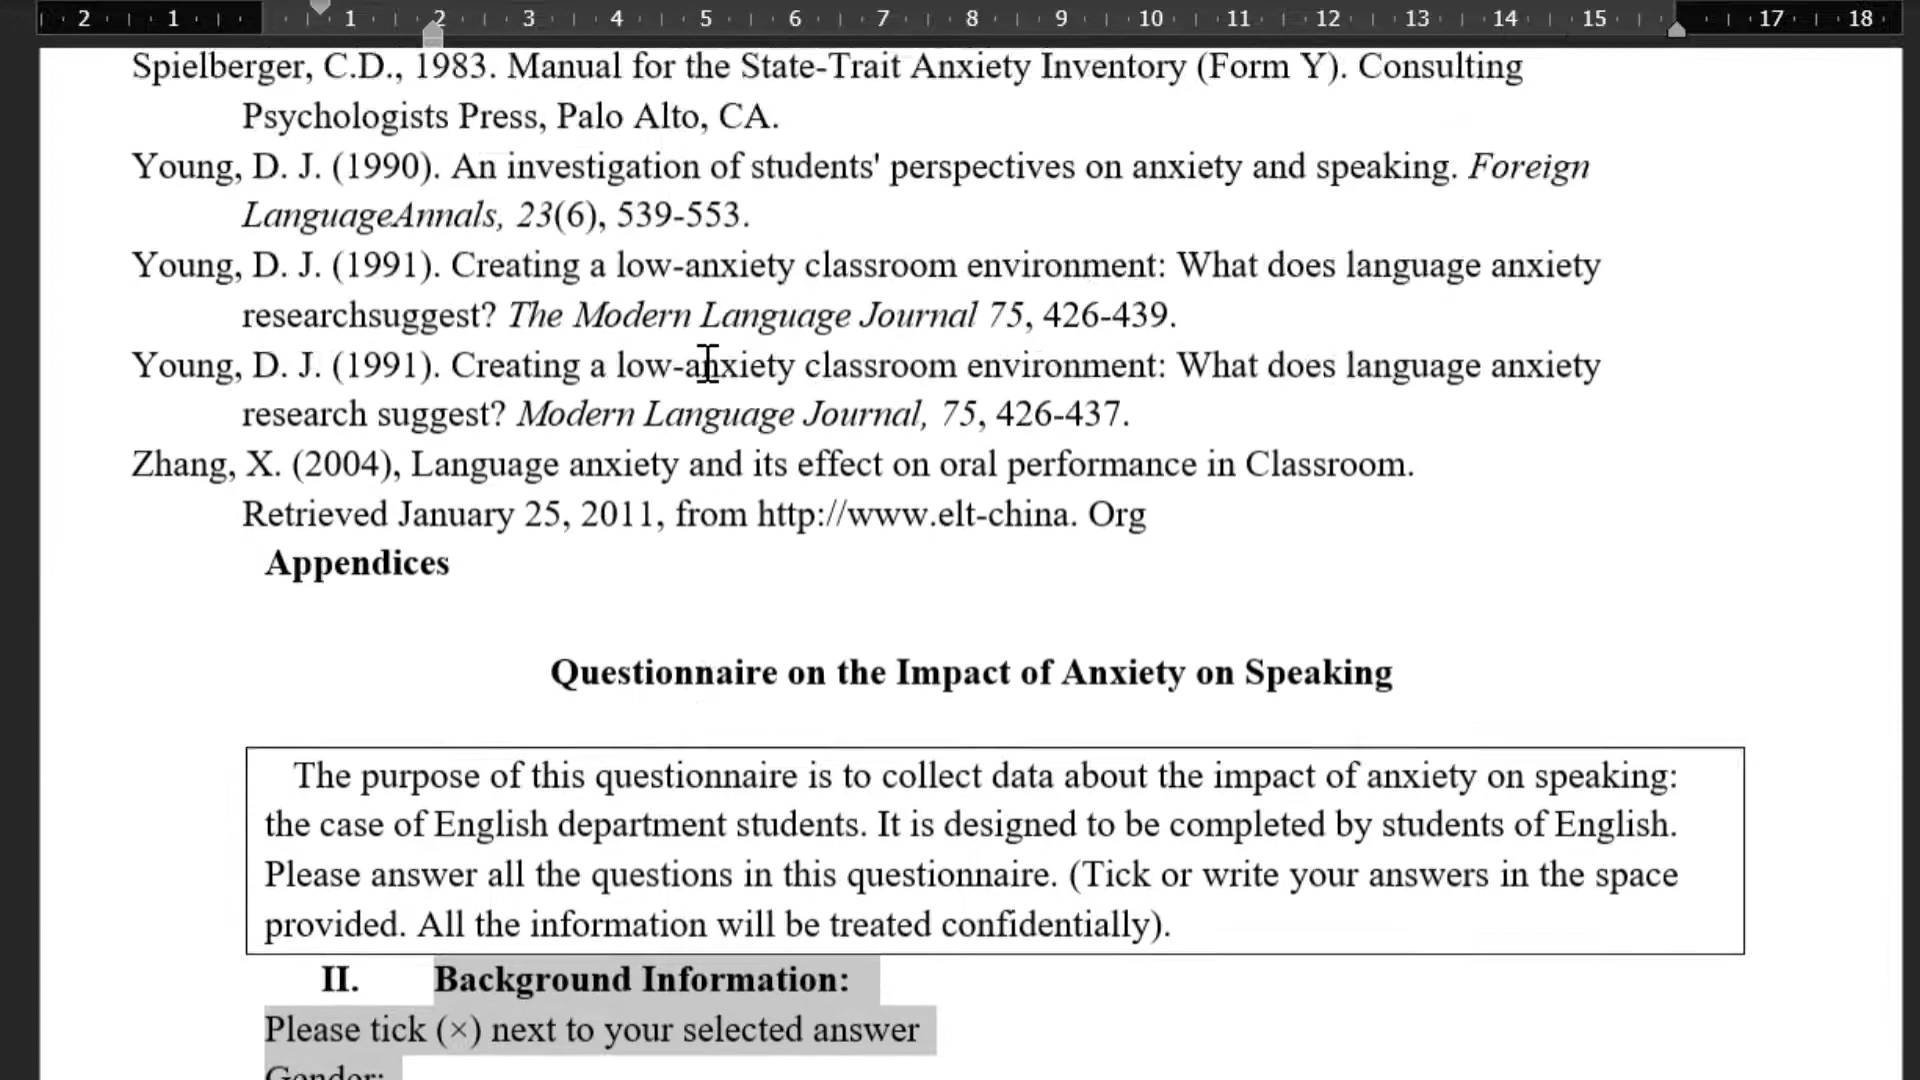 2 1 1 2 3 4 5 6 7 8 9 10 11 12 13 14 15 17 18
Spielberger, C.D., 1983. Manual for the State-Trait Anxiety Inventory (Form Y). Consulting
Psychologists Press, Palo Alto, CA.
Young, D. J. (1990). An investigation of students' perspectives on anxiety and speaking. Foreign
LanguageAnnals, 23(6), 539-553.
Young, D. J. (1991). Creating a low-anxiety classroom environment: What does language anxiety
researchsuggest? The Modern Language Journal 75, 426-439.
Young, D. J. (1991). Creating a low-anxiety classroom environment: What does language anxiety
research suggest? Modern Language Journal, 75, 426-437.
Zhang, X. (2004), Language anxiety and its effect on oral performance in Classroom.
Retrieved January 25, 2011, from http://www.elt-china. Org
Appendices
Questionnaire on the Impact of Anxiety on Speaking
The purpose of this questionnaire is to collect data about the impact of anxiety on speaking:
the case of English department students. It is designed to be completed by students of English.
Please answer all the questions in this questionnaire. (Tick or write your answers in the space
provided. All the information will be treated confidentially).
II. Background Information:
Please tick (×) next to your selected answer
Gender: